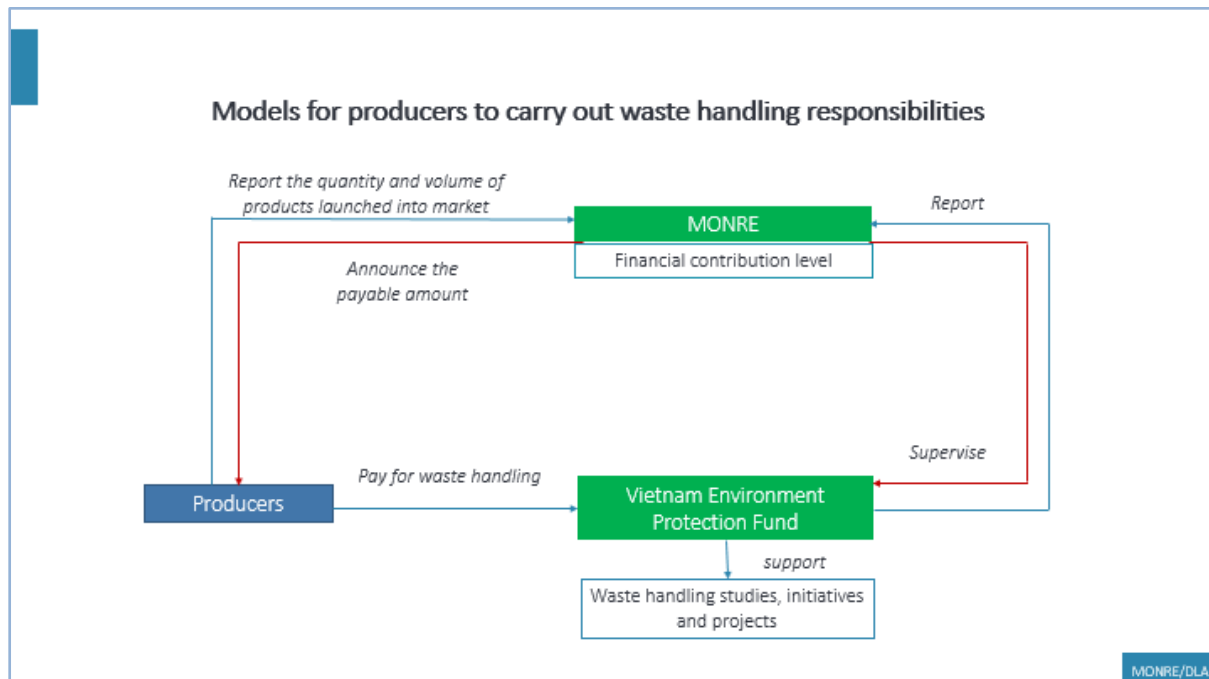 Models for producers to carry out waste handling responsibilities
Report the quantity and volume of
products launched into market
Report
MONRE
Financial contribution level
Announce the
payable amount
Supervise
Pay for waste handling
Producers
Vietnam Environment
Protection Fund
support
Waste handling studies, initiatives
and projects
MONRE/DLA